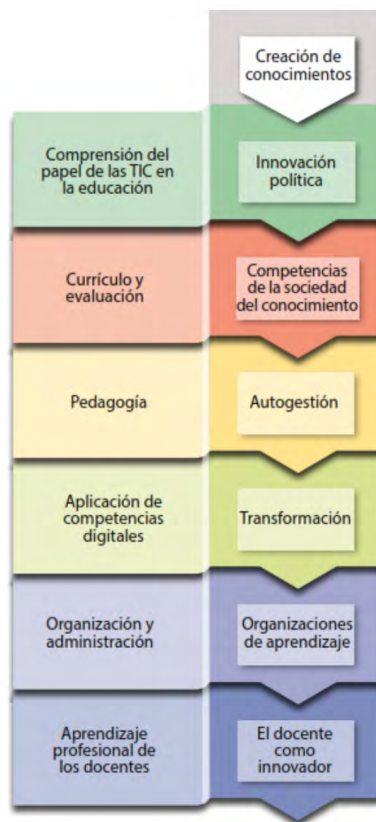 Creación de
conocimientos
Comprensión del
papel de las TIC en
la educación
Innovación
política
Currículo y
evaluación
Competencias
de la sociedad
del conocimiento
Pedagogía
Autogestión
Aplicación de
competencias
digitales
Transformación
Organización y
administración
Organizaciones
de aprendizaje
Aprendizaje
profesional de
los docentes
El docente
como
innovador